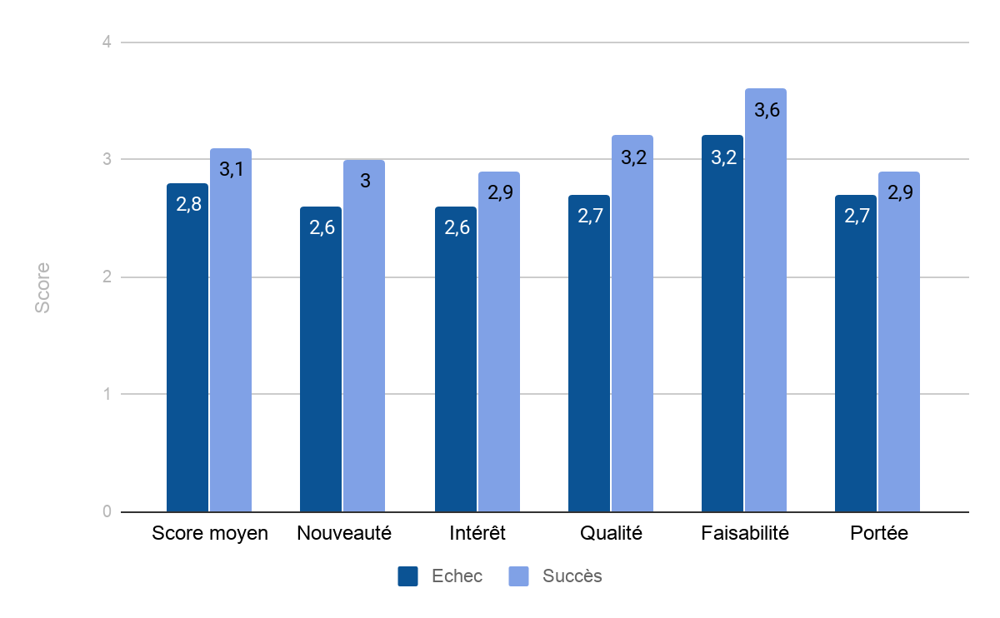 4
3
2
1
0
Score
2,8
3,1
2,6
3
2,6
2,9
2,7
3,2
3,2
3,6
2,7
2,9
Score moyen
Nouveauté
Intérêt
Qualité
Faisabilité
Portée
Echec
Succès